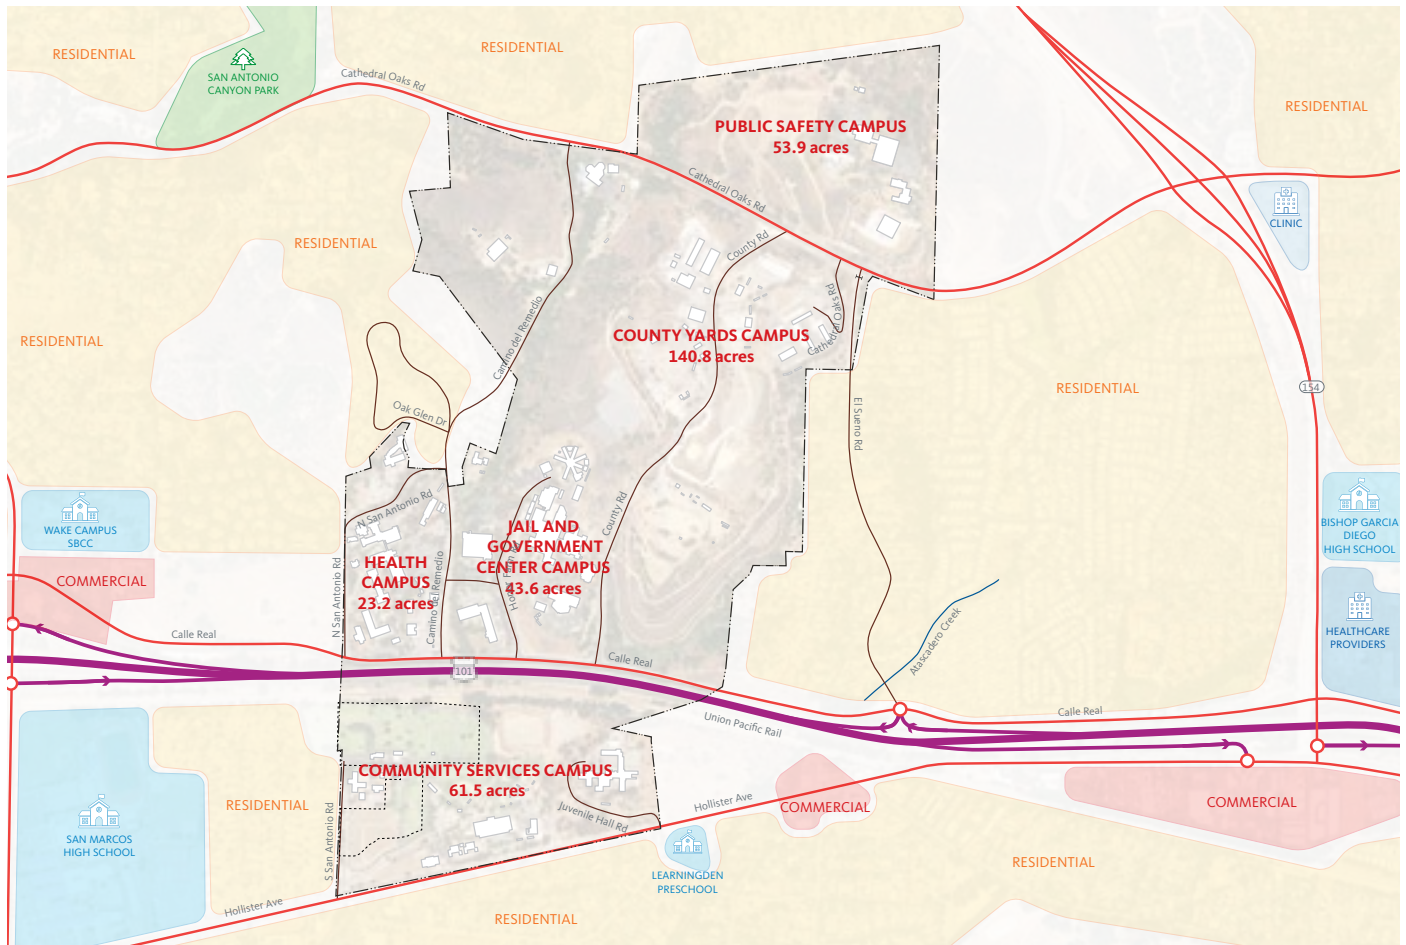 RESIDENTIAL
SAN ANTONIO
CANYON PARK
RESIDENTIAL
Cathedral Oaks Rd
RESIDENTIAL
PUBLIC SAFETY CAMPUS
53.9 acres
Cathedral Oaks Rd
CLINIC
RESIDENTIAL
County Rd
Camino del Remedio
Cathedral Oaks Rd
RESIDENTIAL
COUNTY YARDS CAMPUS
140.8 acres
RESIDENTIAL
154
Oak Glen Dr
El Sueno Rd
WAKE CAMPUS
SBCC
N San Antonio Rd
County Rd
BISHOP GARCIA
DIEGO
HIGH SCHOOL
JAIL AND
GOVERNMENT
CENTER CAMPUS
43.6 acres
HEALTH
CAMPUS
23.2 acres
COMMERCIAL
N San Antonio Rd
Camino del Remedio
Calle Real
Calle Real
101
Atascadero Creek
HEALTHCARE
PROVIDERS
Union Pacific Rail
Calle Real
COMMUNITY SERVICES CAMPUS
61.5 acres
RESIDENTIAL
S San Antonio Rd
Juvenile Hall Rd
Hollister Ave
COMMERCIAL
COMMERCIAL
SAN MARCOS
HIGH SCHOOL
LEARNINGDEN
PRESCHOOL
RESIDENTIAL
Hollister Ave
RESIDENTIAL